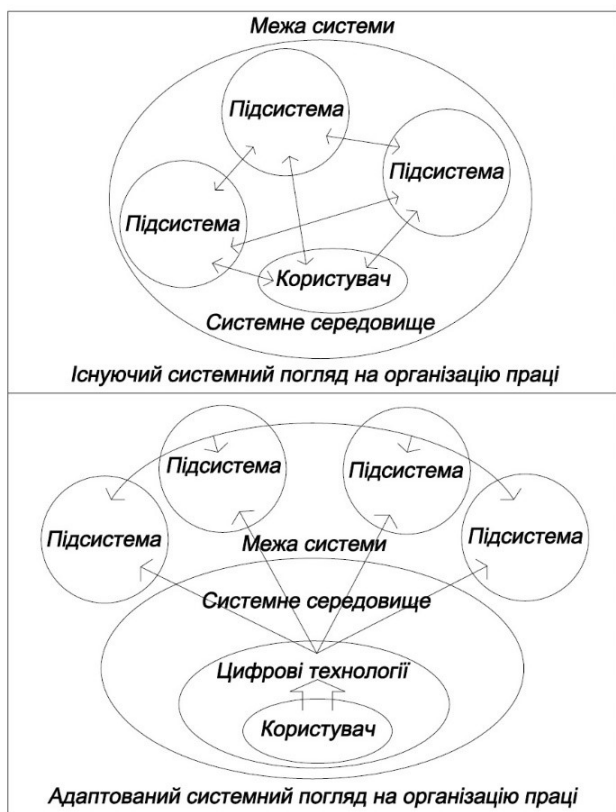 Межа системи
Підсистема
Підсистема
Підсистема
Користувач
Системне середовище
Існуючий системний погляд на організацію праці
Підсистема
Підсистема
Підсистема
Підсистема
Межа системи
Системне середовище
Цифрові технології
Користувач
Адаптований системний погляд на організацію праці